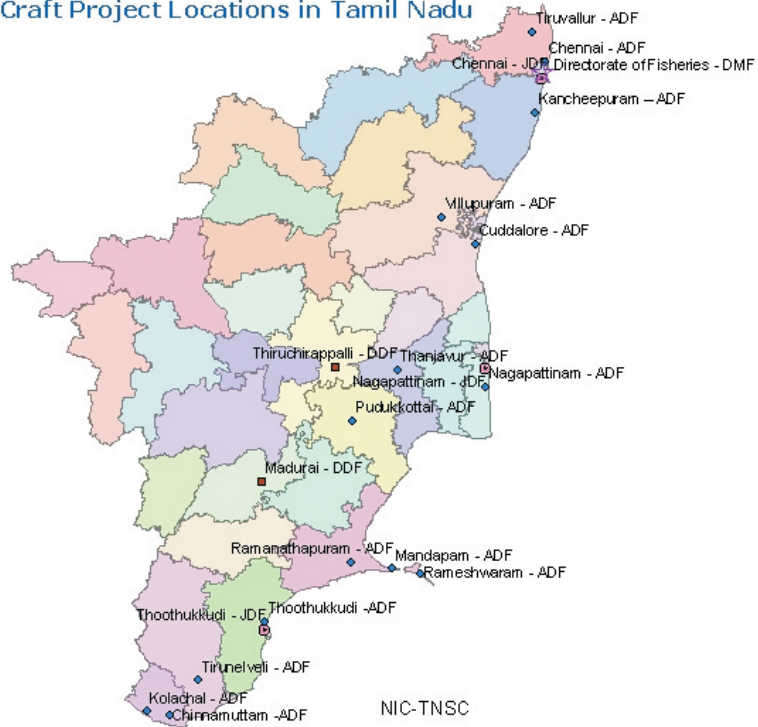 Craft Project Locations in Tamil Nadu
Tiruvallur - ADF
Chennai - ADF
Chennai - JDF
Directorate of Fisheries - DMF
Kancheepuram – ADF
Villupuram - ADF
Cuddalore - ADF
Thiruchirappalli - DDF
Thanjavur - ADF
Nagapattinam - ADF
Nagapattinam - JDF
Pudukkottai - ADF
Madurai - DDF
Ramanathapuram - ADF
Mandapam - ADF
Rameshwaram - ADF
Thoothukkudi - JDF
Thoothukkudi -ADF
Tirunelveli - ADF
Kolachal - ADF
Chinnamuttam -ADF
NIC-TNSC